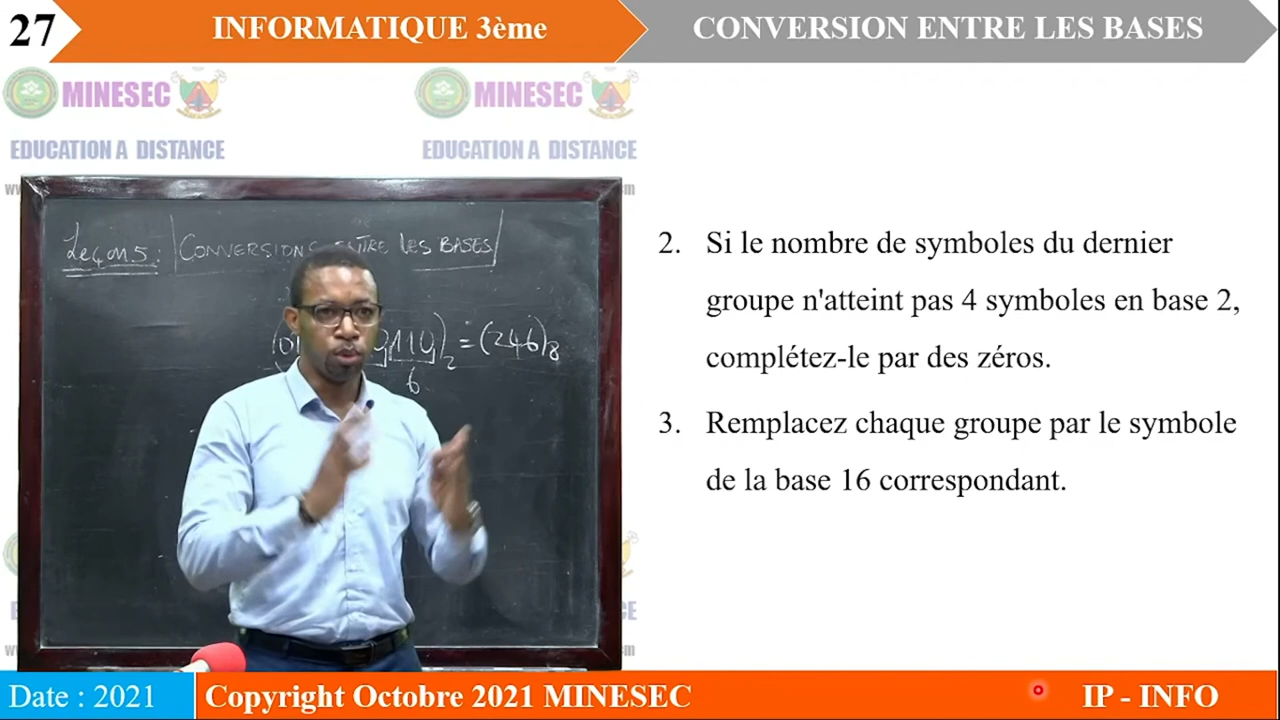 27
INFORMATIQUE 3ème
CONVERSION ENTRE LES BASES
MINESEC
MINESEC
EDUCATION A DISTANCE
EDUCATION A DISTANCE
Leçon 5: CONVERSIONS ENTRE LES BASES
110)₂ = (246)₈
6
2. Si le nombre de symboles du dernier
groupe n'atteint pas 4 symboles en base 2,
complétez-le par des zéros.
3. Remplacez chaque groupe par le symbole
de la base 16 correspondant.
Date : 2021
Copyright Octobre 2021 MINESEC
IP - INFO